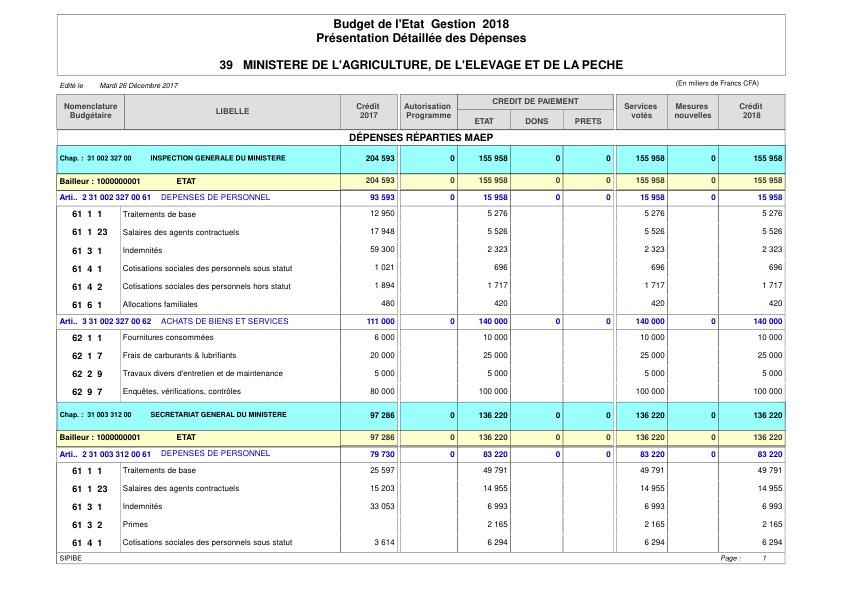 Budget de l'Etat Gestion 2018
Présentation Détaillée des Dépenses
39 MINISTERE DE L'AGRICULTURE, DE L'ELEVAGE ET DE LA PECHE
Edité le Mardi 26 Décembre 2017 (En miliers de Francs CFA)
Nomenclature Budgétaire LIBELLE Crédit 2017 Autorisation Programme CREDIT DE PAIEMENT ETAT DONS PRETS Services votés Mesures nouvelles Crédit 2018
DÉPENSES RÉPARTIES MAEP
Chap. : 31 002 327 00 INSPECTION GENERALE DU MINISTERE 204 593 0 155 958 0 0 155 958 0 155 958
Bailleur : 1000000001 ETAT 204 593 0 155 958 0 0 155 958 0 155 958
Arti.. 2 31 002 327 00 61 DEPENSES DE PERSONNEL 93 593 0 15 958 0 0 15 958 0 15 958
61 1 1 Traitements de base 12 950 5 276 5 276 5 276
61 1 23 Salaires des agents contractuels 17 948 5 526 5 526 5 526
61 3 1 Indemnités 59 300 2 323 2 323 2 323
61 4 1 Cotisations sociales des personnels sous statut 1 021 696 696 696
61 4 2 Cotisations sociales des personnels hors statut 1 894 1 717 1 717 1 717
61 6 1 Allocations familiales 480 420 420 420
Arti.. 3 31 002 327 00 62 ACHATS DE BIENS ET SERVICES 111 000 0 140 000 0 0 140 000 0 140 000
62 1 1 Fournitures consommées 6 000 10 000 10 000 10 000
62 1 7 Frais de carburants & lubrifiants 20 000 25 000 25 000 25 000
62 2 9 Travaux divers d'entretien et de maintenance 5 000 5 000 5 000 5 000
62 9 7 Enquêtes, vérifications, contrôles 80 000 100 000 100 000 100 000
Chap. : 31 003 312 00 SECRETARIAT GENERAL DU MINISTERE 97 286 0 136 220 0 0 136 220 0 136 220
Bailleur : 1000000001 ETAT 97 286 0 136 220 0 0 136 220 0 136 220
Arti.. 2 31 003 312 00 61 DEPENSES DE PERSONNEL 79 730 0 83 220 0 0 83 220 0 83 220
61 1 1 Traitements de base 25 597 49 791 49 791 49 791
61 1 23 Salaires des agents contractuels 15 203 14 955 14 955 14 955
61 3 1 Indemnités 33 053 6 993 6 993 6 993
61 3 2 Primes 2 165 2 165 2 165
61 4 1 Cotisations sociales des personnels sous statut 3 614 6 294 6 294 6 294
SIPIBE Page : 1